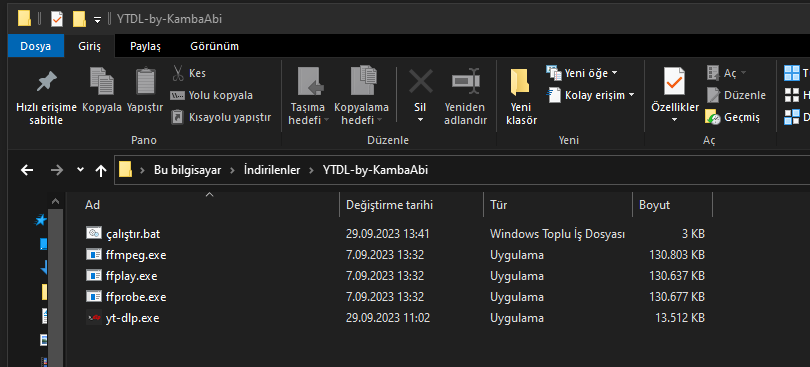 YTDL-by-KambaAbi
Dosya Giriş Paylaş Görünüm
Hızlı erişime sabitle
Kopyala
Yapıştır
Kes
Yolu kopyala
Kısayolu yapıştır
Pano
Taşıma hedefi
Kopyalama hedefi
Sil
Yeniden adlandır
Düzenle
Yeni klasör
Yeni öğe
Kolay erişim
Yeni
Özellikler
Aç
Düzenle
Geçmiş
Aç
T
H
D
Bu bilgisayar > İndirilenler > YTDL-by-KambaAbi
Ad Değiştirme tarihi Tür Boyut
çalıştır.bat 29.09.2023 13:41 Windows Toplu İş Dosyası 3 KB
ffmpeg.exe 7.09.2023 13:32 Uygulama 130.803 KB
ffplay.exe 7.09.2023 13:32 Uygulama 130.637 KB
ffprobe.exe 7.09.2023 13:32 Uygulama 130.677 KB
yt-dlp.exe 29.09.2023 11:02 Uygulama 13.512 KB